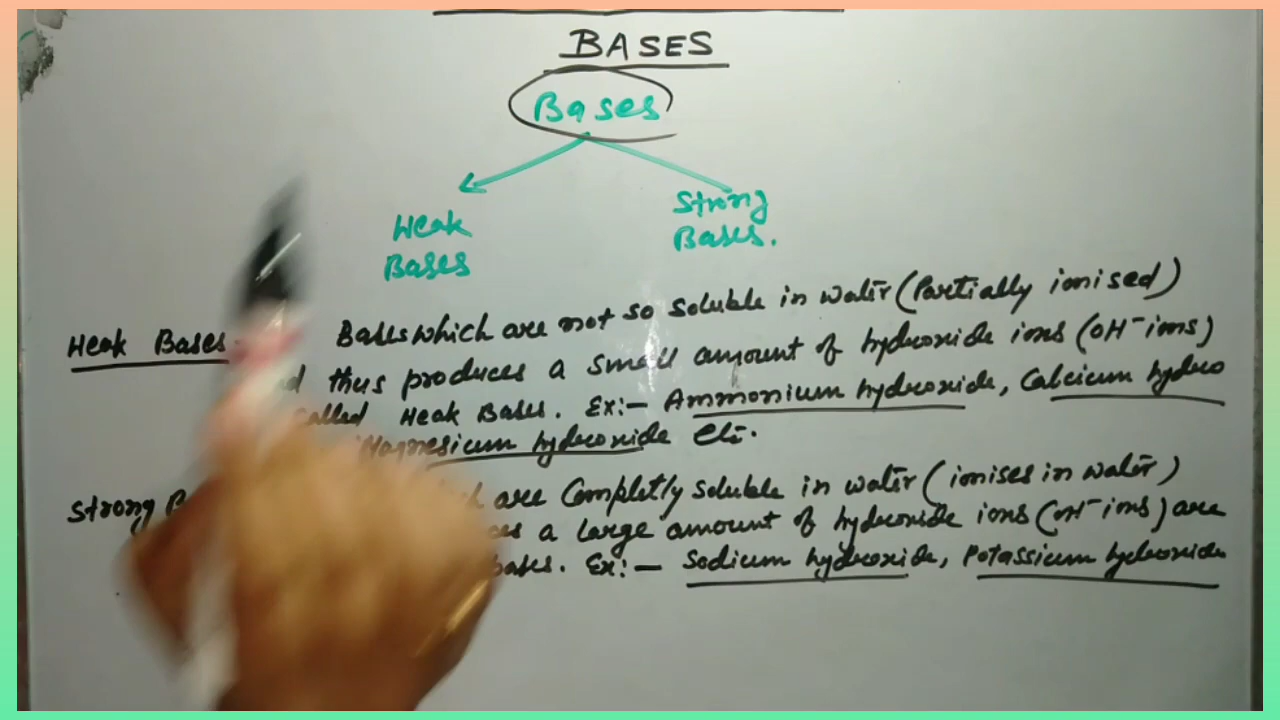 BASES
Bases
Weak
Bases
Strong
Bases.
Weak Bases- Bases which are not so soluble in water (Partially ionised)
thus produces a small amount of hydroxide ions (OH⁻ ions)
called Weak Bases. Ex:- Ammonium hydroxide, Calcium hydro
Magnesium hydroxide etc.
Strong are Completly soluble in water (ionises in water)
a large amount of hydroxide ions (OH⁻ ions) are
bases. Ex:- Sodium hydroxide, Potassium hydroxide